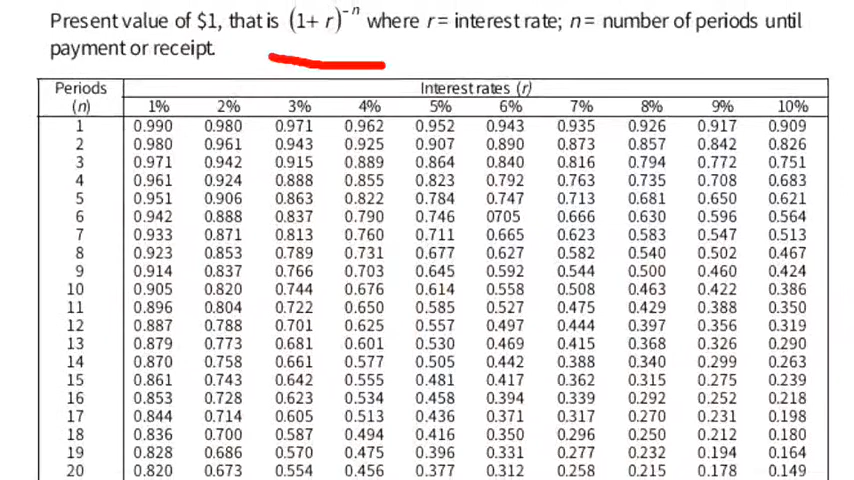 Present value of $1, that is (1+ r)⁻ⁿ where r= interest rate; n= number of periods until
payment or receipt.
Periods Interest rates (r)
(n) 1% 2% 3% 4% 5% 6% 7% 8% 9% 10%
1 0.990 0.980 0.971 0.962 0.952 0.943 0.935 0.926 0.917 0.909
2 0.980 0.961 0.943 0.925 0.907 0.890 0.873 0.857 0.842 0.826
3 0.971 0.942 0.915 0.889 0.864 0.840 0.816 0.794 0.772 0.751
4 0.961 0.924 0.888 0.855 0.823 0.792 0.763 0.735 0.708 0.683
5 0.951 0.906 0.863 0.822 0.784 0.747 0.713 0.681 0.650 0.621
6 0.942 0.888 0.837 0.790 0.746 0705 0.666 0.630 0.596 0.564
7 0.933 0.871 0.813 0.760 0.711 0.665 0.623 0.583 0.547 0.513
8 0.923 0.853 0.789 0.731 0.677 0.627 0.582 0.540 0.502 0.467
9 0.914 0.837 0.766 0.703 0.645 0.592 0.544 0.500 0.460 0.424
10 0.905 0.820 0.744 0.676 0.614 0.558 0.508 0.463 0.422 0.386
11 0.896 0.804 0.722 0.650 0.585 0.527 0.475 0.429 0.388 0.350
12 0.887 0.788 0.701 0.625 0.557 0.497 0.444 0.397 0.356 0.319
13 0.879 0.773 0.681 0.601 0.530 0.469 0.415 0.368 0.326 0.290
14 0.870 0.758 0.661 0.577 0.505 0.442 0.388 0.340 0.299 0.263
15 0.861 0.743 0.642 0.555 0.481 0.417 0.362 0.315 0.275 0.239
16 0.853 0.728 0.623 0.534 0.458 0.394 0.339 0.292 0.252 0.218
17 0.844 0.714 0.605 0.513 0.436 0.371 0.317 0.270 0.231 0.198
18 0.836 0.700 0.587 0.494 0.416 0.350 0.296 0.250 0.212 0.180
19 0.828 0.686 0.570 0.475 0.396 0.331 0.277 0.232 0.194 0.164
20 0.820 0.673 0.554 0.456 0.377 0.312 0.258 0.215 0.178 0.149